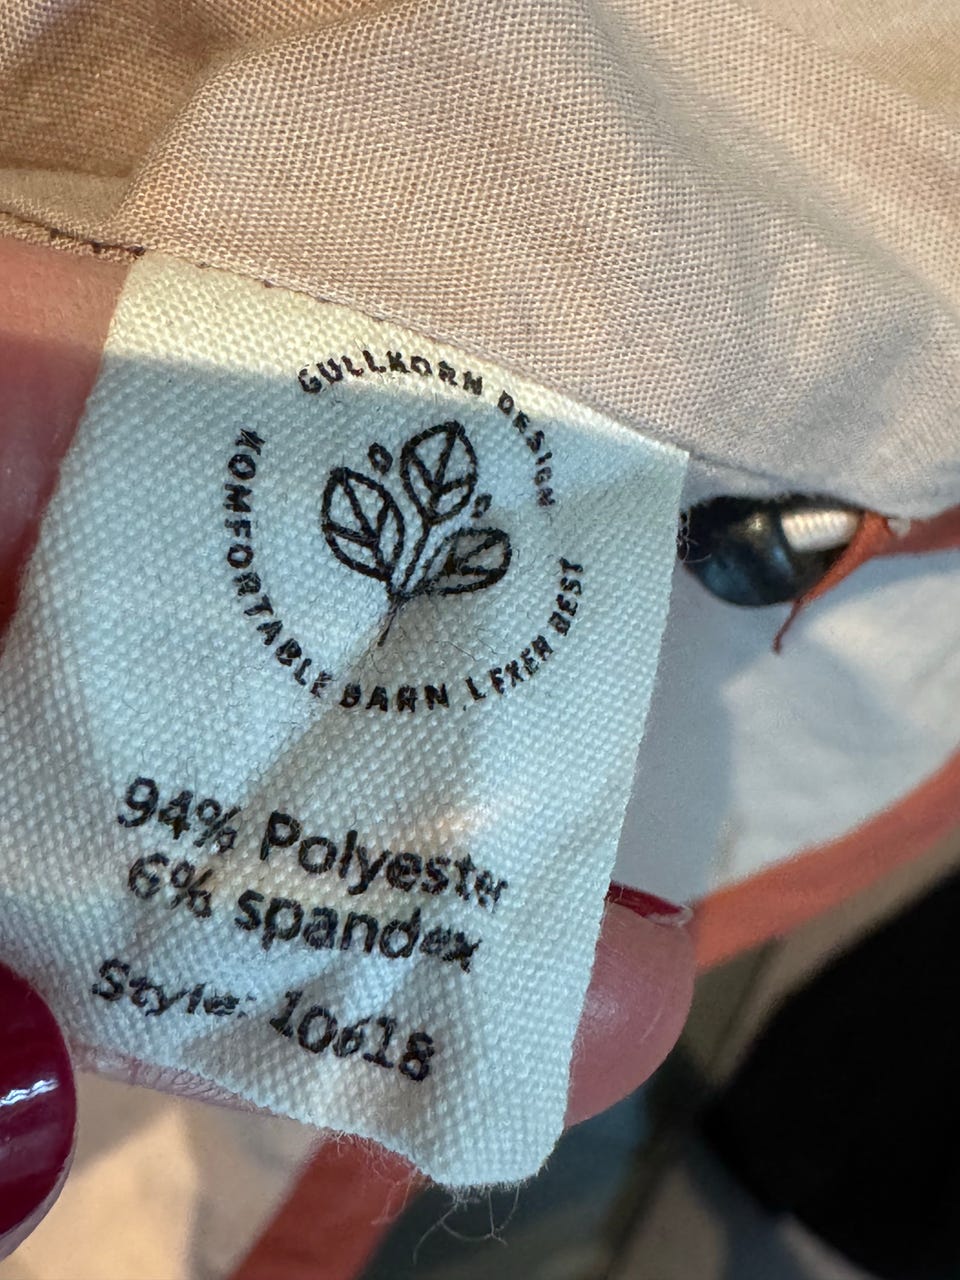 GULLKORN DESIGN
KOMFORTABLE BARN LEKER BEST
94% Polyester
6% spandex
Style: 10618